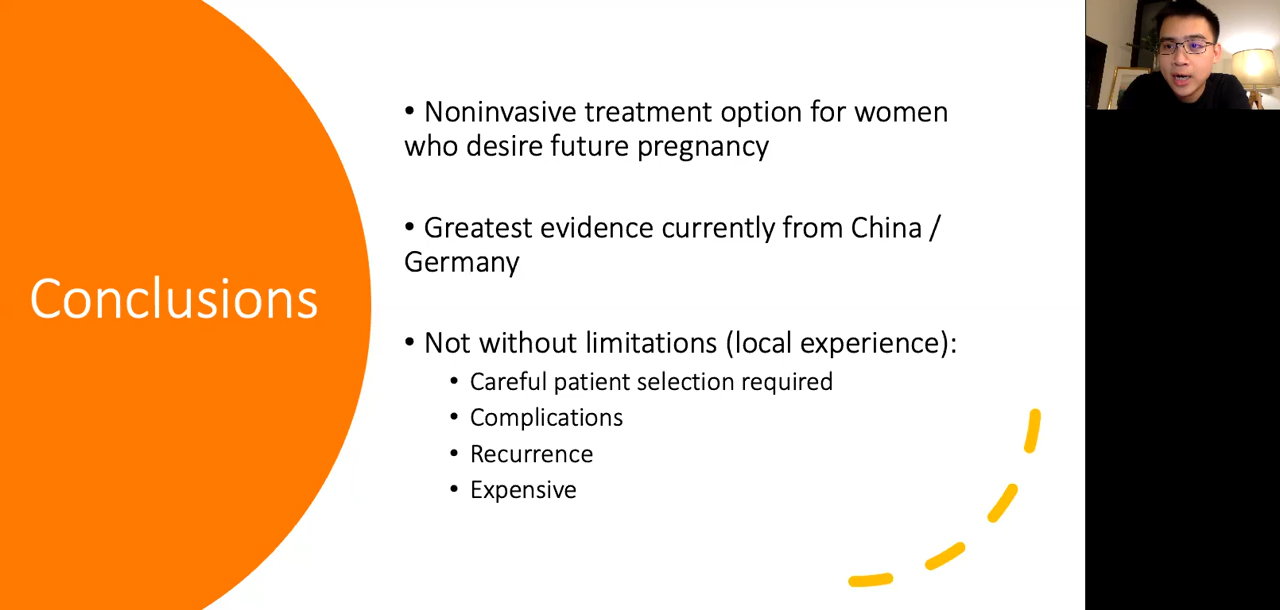 Conclusions
• Noninvasive treatment option for women
who desire future pregnancy
• Greatest evidence currently from China /
Germany
• Not without limitations (local experience):
• Careful patient selection required
• Complications
• Recurrence
• Expensive